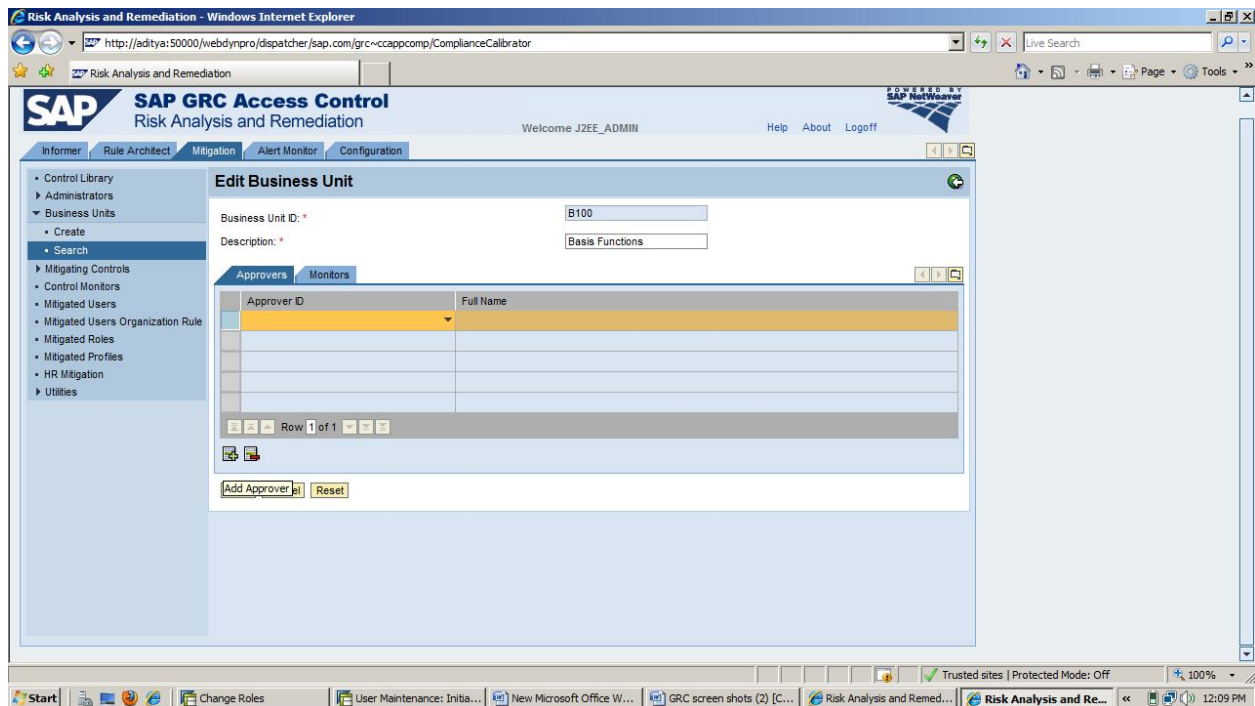 Risk Analysis and Remediation - Windows Internet Explorer
http://aditya:50000/webdynpro/dispatcher/sap.com/grc~ccappcomp/ComplianceCalibrator
Live Search
Risk Analysis and Remediation
Page
Tools
»
SAP
SAP GRC Access Control
Risk Analysis and Remediation
Welcome J2EE_ADMIN
Help About Logoff
POWERED BY
SAP NetWeaver
Informer Rule Architect Mitigation Alert Monitor Configuration
Control Library
Administrators
Business Units
Create
Search
Mitigating Controls
Control Monitors
Mitigated Users
Mitigated Users Organization Rule
Mitigated Roles
Mitigated Profiles
HR Mitigation
Utilities
Edit Business Unit
Business Unit ID: * B100
Description: * Basis Functions
Approvers Monitors
Approver ID Full Name
Row 1 of 1
Add Approver el Reset
Trusted sites | Protected Mode: Off 100%
Start Change Roles User Maintenance: Initia... New Microsoft Office W... GRC screen shots (2) [C... Risk Analysis and Remed... Risk Analysis and Re... « 12:09 PM